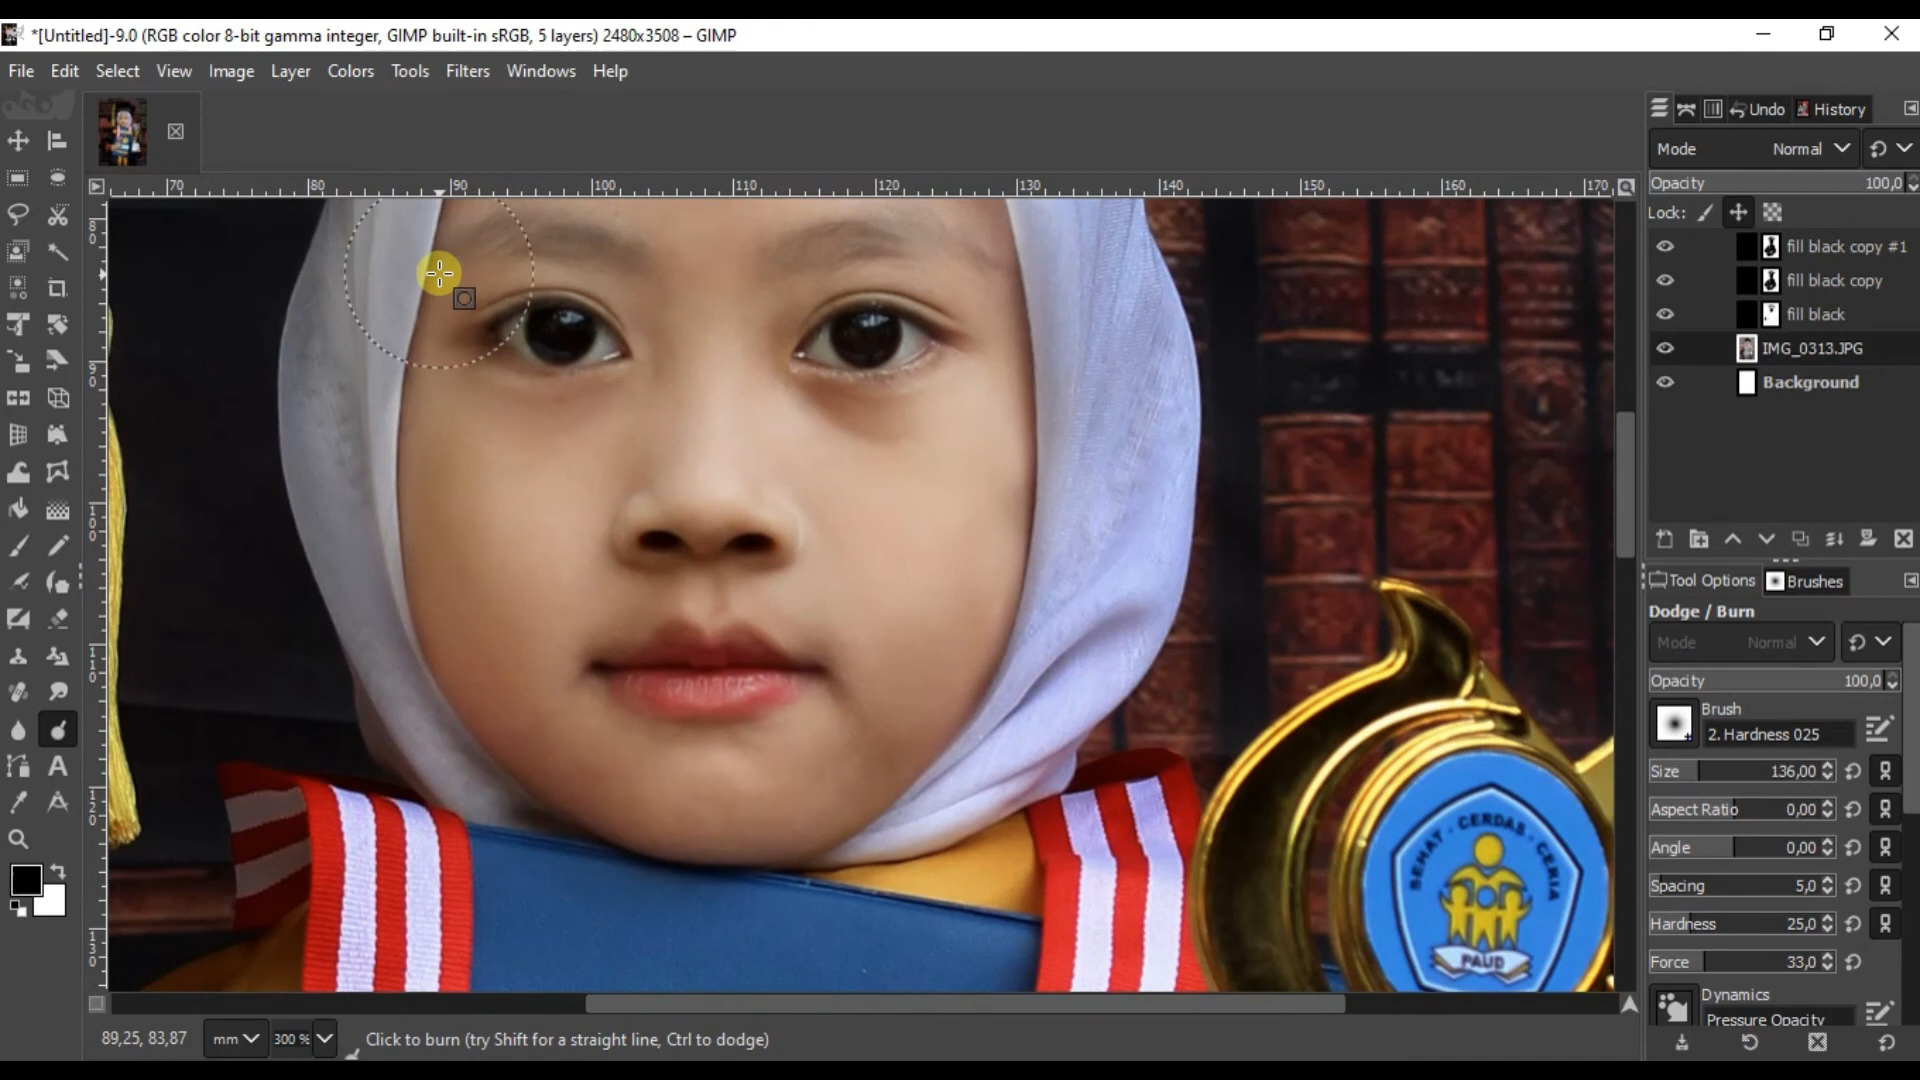 *[Untitled]-9.0 (RGB color 8-bit gamma integer, GIMP built-in sRGB, 5 layers) 2480x3508 – GIMP
File Edit Select View Image Layer Colors Tools Filters Windows Help
Undo History
Mode Normal
70 80 90 100 110 120 130 140 150 160 170
Opacity 100,0
Lock:
80
fill black copy #1
fill black copy
fill black
IMG_0313.JPG
90
Background
100
Tool Options Brushes
Dodge / Burn
Mode Normal
110
Opacity 100,0
Brush
2. Hardness 025
Size 136,00
120
Aspect Ratio 0,00
SEHAT - CERDAS - CERIA
Angle 0,00
Spacing 5,0
Hardness 25,0
130
PAUD
Force 33,0
Dynamics
Pressure Opacity
89,25, 83,87 mm 300 % Click to burn (try Shift for a straight line, Ctrl to dodge)